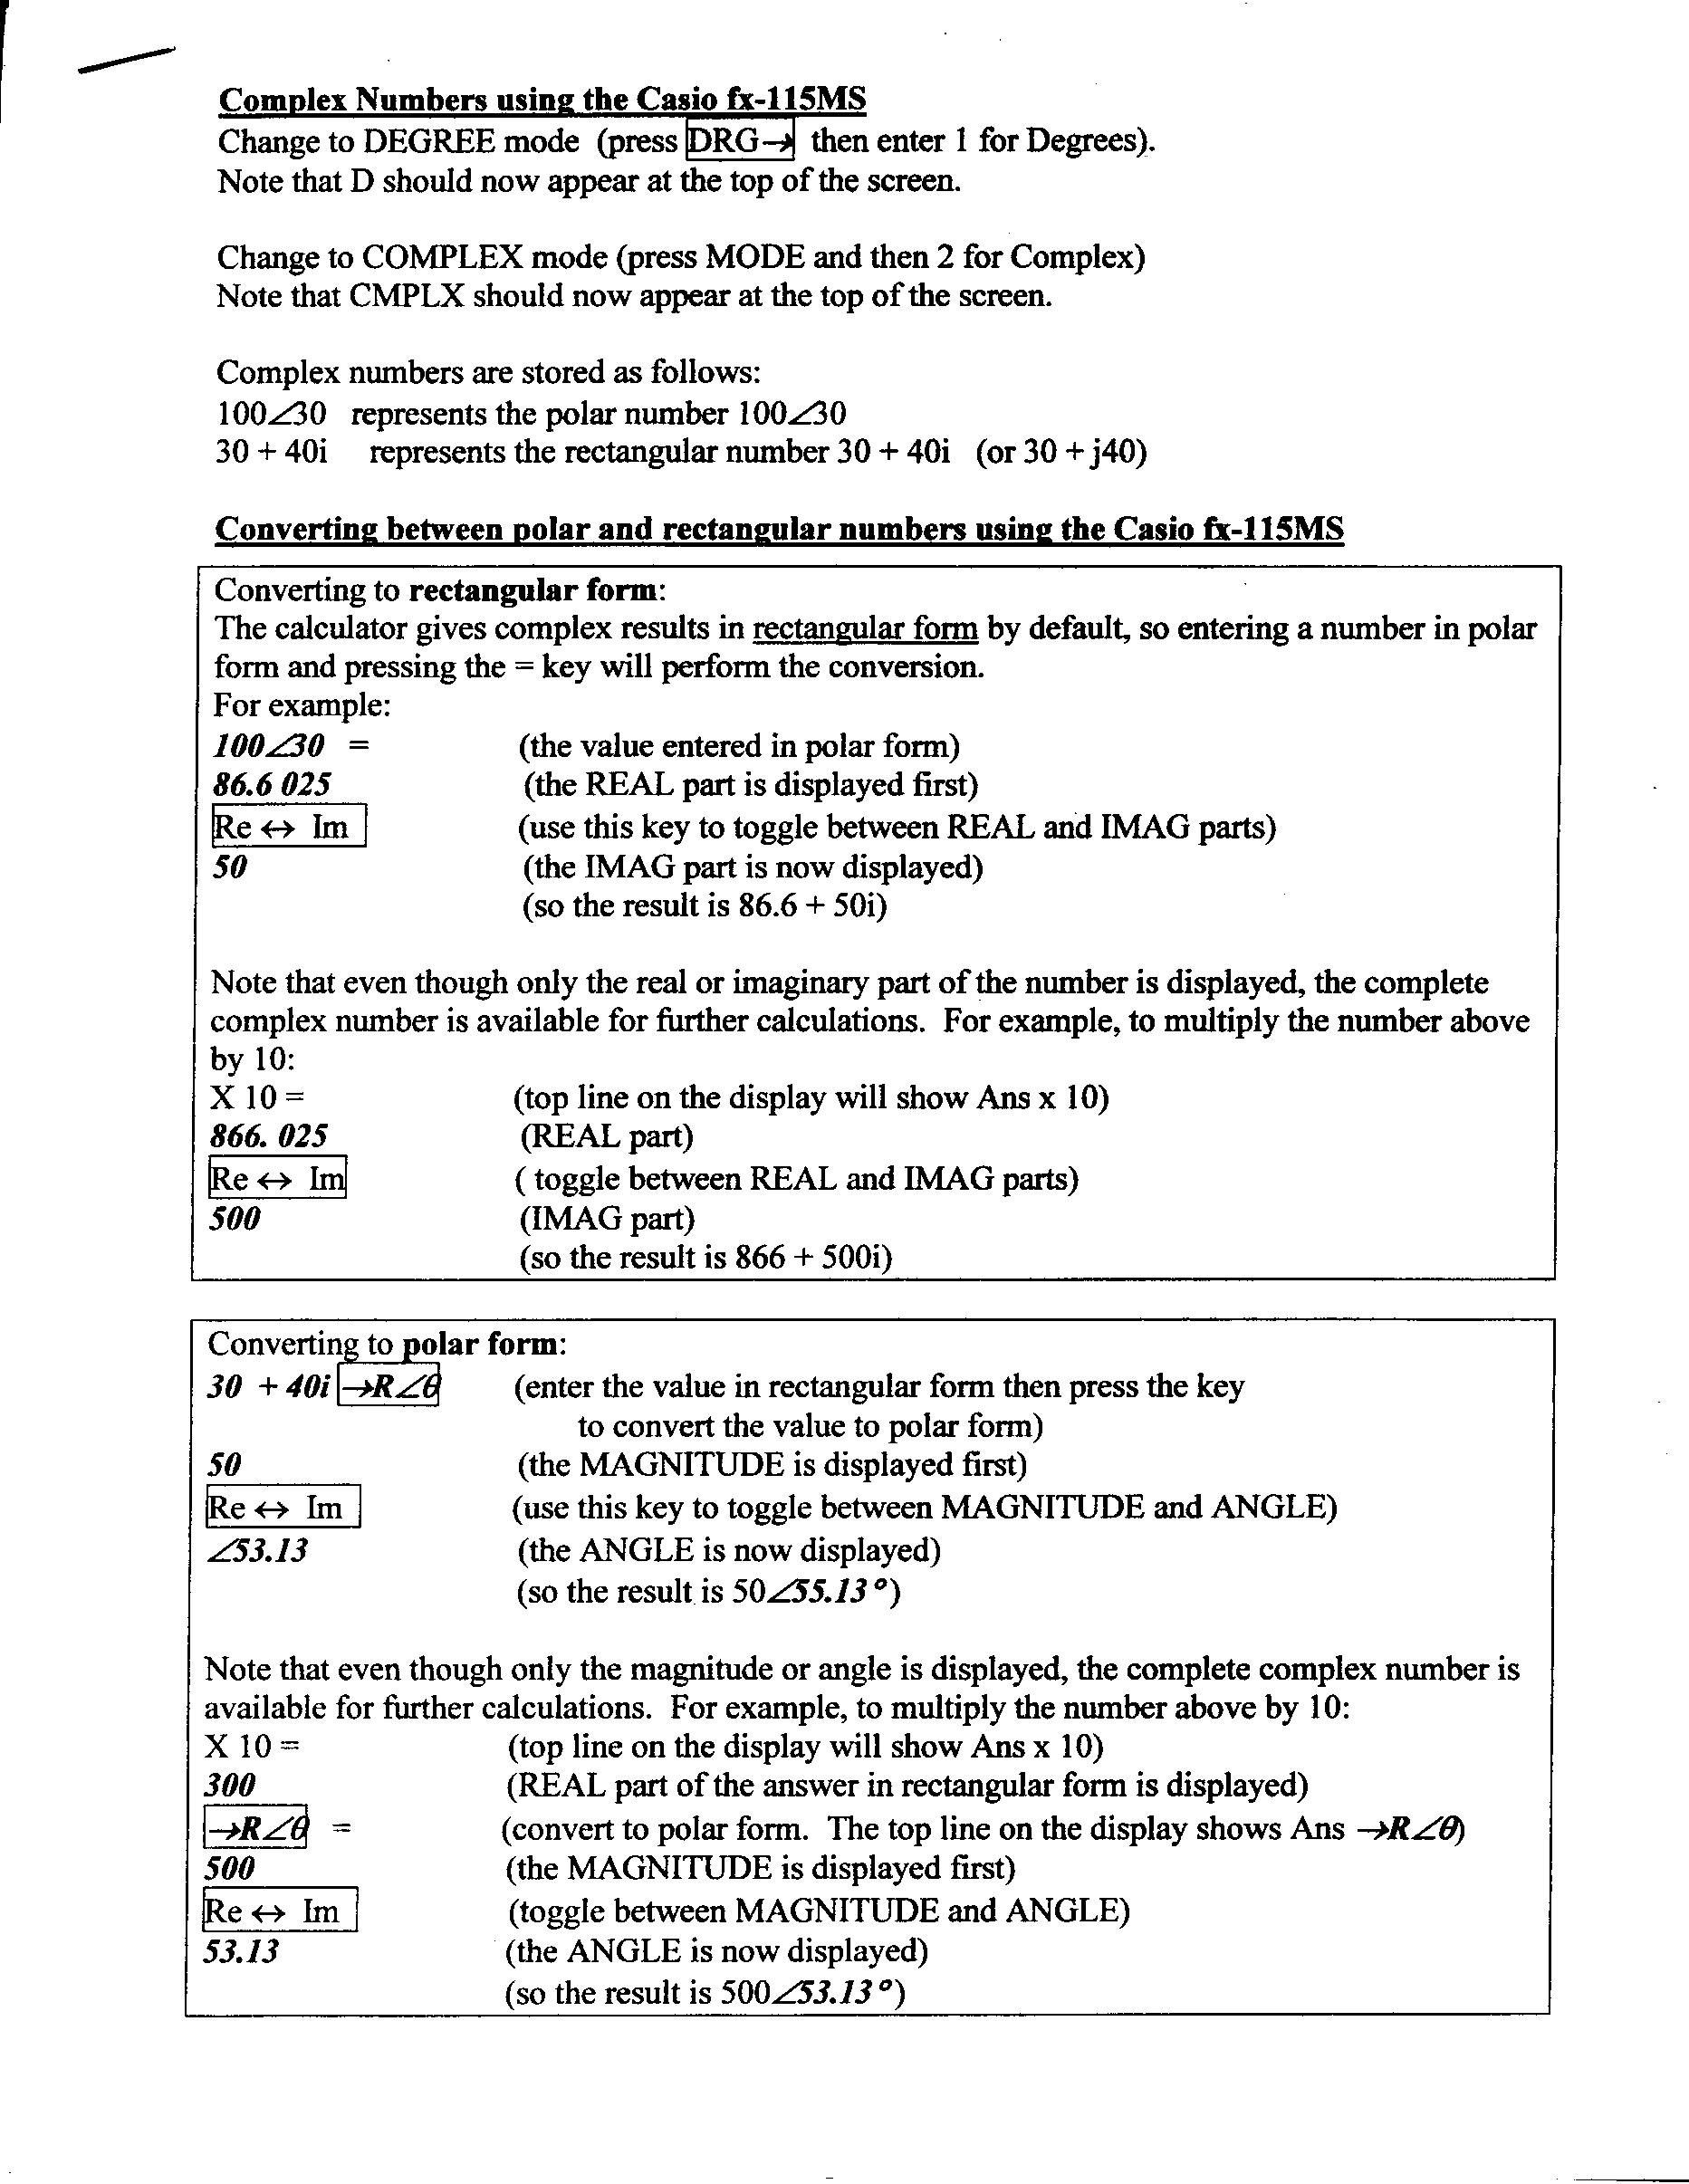 Complex Numbers using the Casio fx-115MS
Change to DEGREE mode (press DRG→ then enter 1 for Degrees).
Note that D should now appear at the top of the screen.
Change to COMPLEX mode (press MODE and then 2 for Complex)
Note that CMPLX should now appear at the top of the screen.
Complex numbers are stored as follows:
100∠30 represents the polar number 100∠30
30 + 40i represents the rectangular number 30 + 40i (or 30 + j40)
Converting between polar and rectangular numbers using the Casio fx-115MS
Converting to rectangular form:
The calculator gives complex results in rectangular form by default, so entering a number in polar
form and pressing the = key will perform the conversion.
For example:
100∠30 = (the value entered in polar form)
86.6 025 (the REAL part is displayed first)
Re ↔ Im (use this key to toggle between REAL and IMAG parts)
50 (the IMAG part is now displayed)
(so the result is 86.6 + 50i)
Note that even though only the real or imaginary part of the number is displayed, the complete
complex number is available for further calculations. For example, to multiply the number above
by 10:
X 10 = (top line on the display will show Ans x 10)
866. 025 (REAL part)
Re ↔ Im ( toggle between REAL and IMAG parts)
500 (IMAG part)
(so the result is 866 + 500i)
Converting to polar form:
30 + 40i →R∠θ (enter the value in rectangular form then press the key
to convert the value to polar form)
50 (the MAGNITUDE is displayed first)
Re ↔ Im (use this key to toggle between MAGNITUDE and ANGLE)
∠53.13 (the ANGLE is now displayed)
(so the result is 50∠55.13°)
Note that even though only the magnitude or angle is displayed, the complete complex number is
available for further calculations. For example, to multiply the number above by 10:
X 10 = (top line on the display will show Ans x 10)
300 (REAL part of the answer in rectangular form is displayed)
→R∠θ = (convert to polar form. The top line on the display shows Ans →R∠θ)
500 (the MAGNITUDE is displayed first)
Re ↔ Im (toggle between MAGNITUDE and ANGLE)
53.13 (the ANGLE is now displayed)
(so the result is 500∠53.13°)